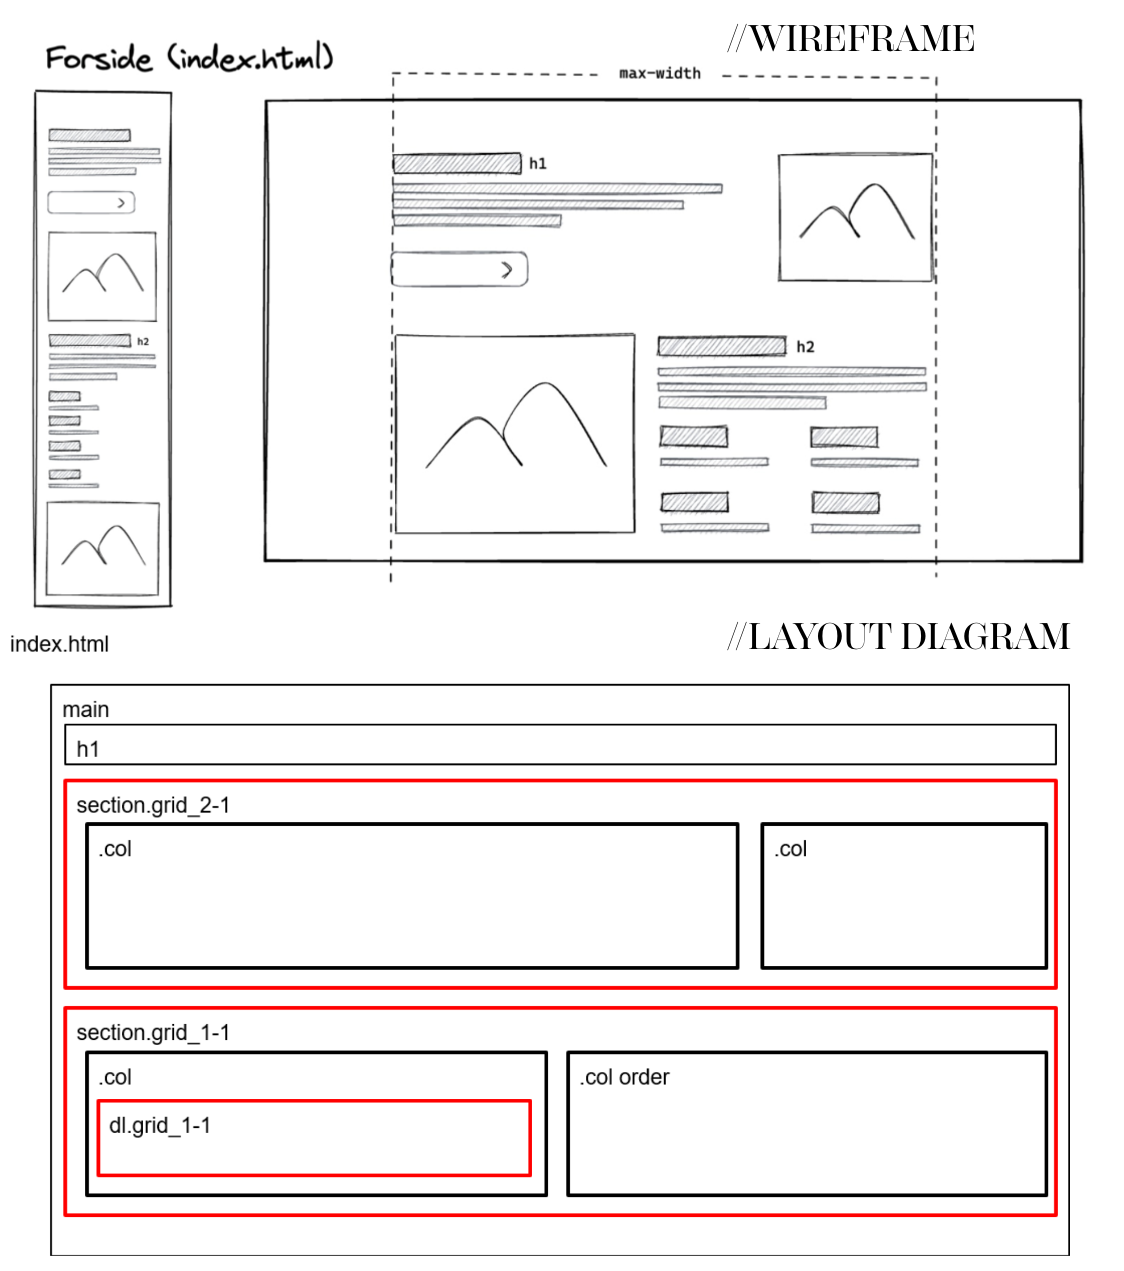 //WIREFRAME
Forside (index.html)
max-width
h1
h2
h2
index.html
//LAYOUT DIAGRAM
main
h1
section.grid_2-1
.col
.col
section.grid_1-1
.col
.col order
dl.grid_1-1